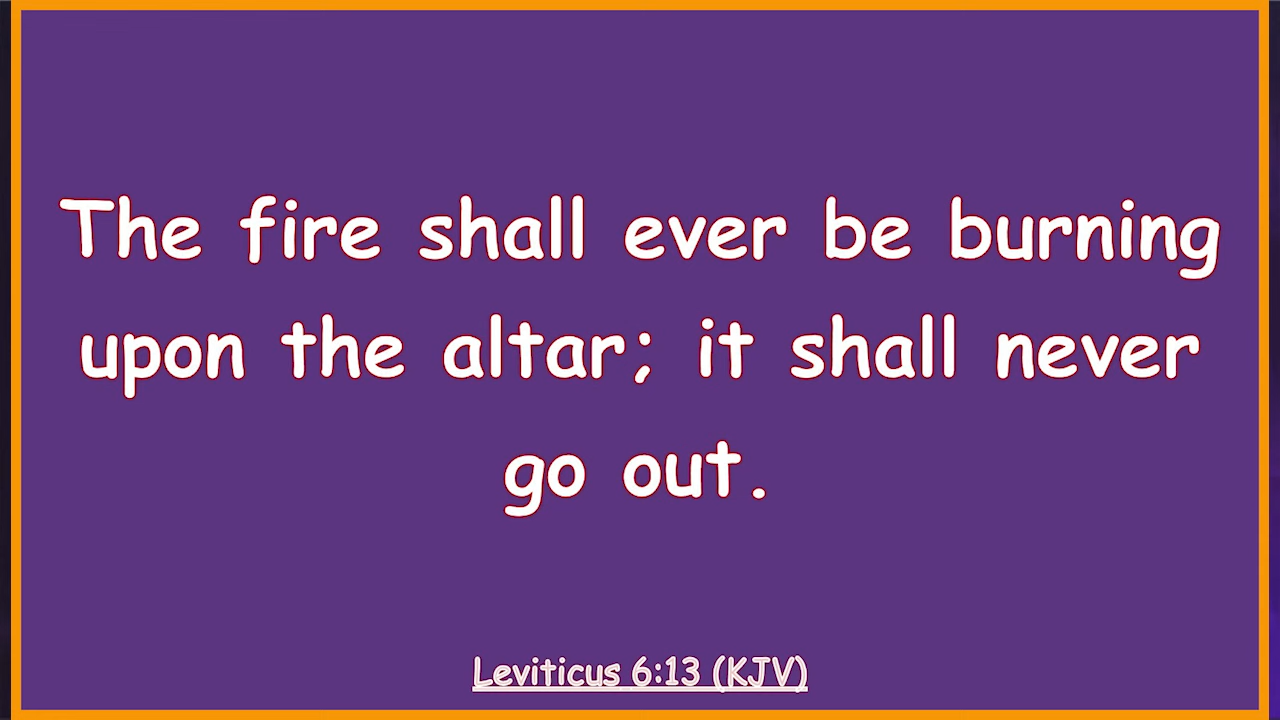 The fire shall ever be burning
upon the altar; it shall never
go out.
Leviticus 6:13 (KJV)